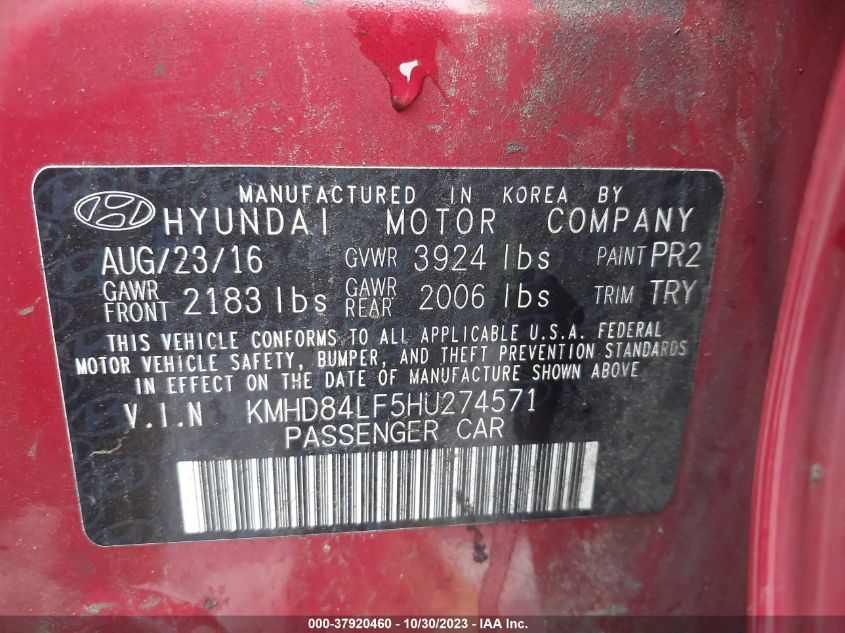 MANUFACTURED IN KOREA BY
HYUNDAI MOTOR COMPANY
AUG/23/16 GVWR 3924 lbs PAINT PR2
GAWR FRONT 2183 lbs GAWR REAR 2006 lbs TRIM TRY
THIS VEHICLE CONFORMS TO ALL APPLICABLE U.S.A. FEDERAL
MOTOR VEHICLE SAFETY, BUMPER, AND THEFT PREVENTION STANDARDS
IN EFFECT ON THE DATE OF MANUFACTURE SHOWN ABOVE
V.I.N KMHD84LF5HU274571
PASSENGER CAR
000-37920460 - 10/30/2023 - IAA Inc.